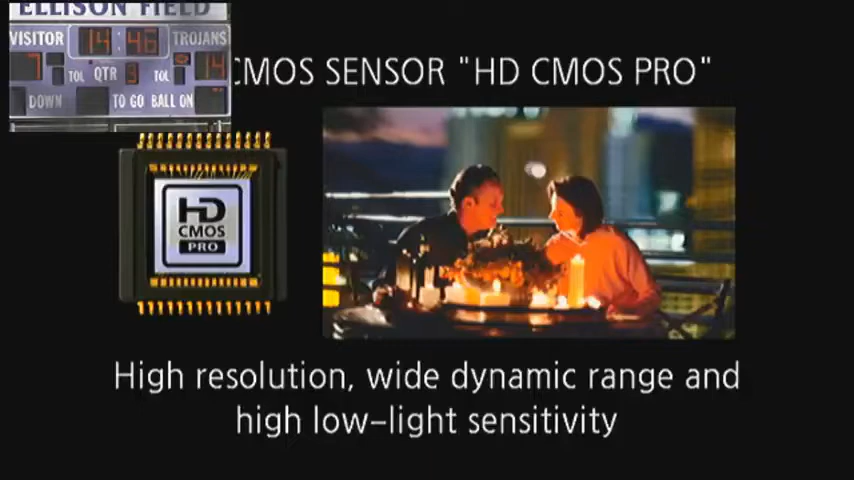 ELLISON FIELD
VISITOR 14:46 TROJANS
7 TOL QTR 3 TOL 14
DOWN TO GO BALL ON
CMOS SENSOR "HD CMOS PRO"
HD
CMOS
PRO
High resolution, wide dynamic range and
high low-light sensitivity